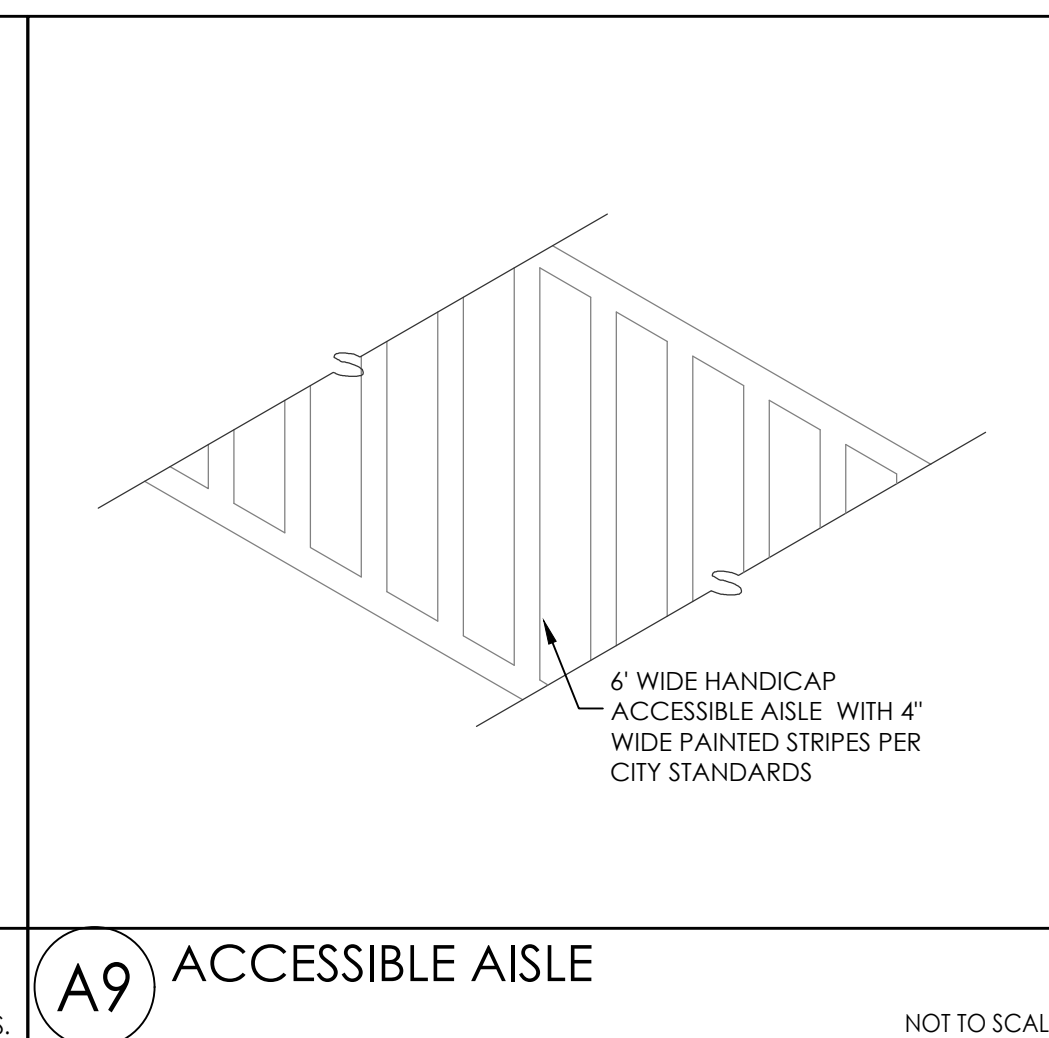 6' WIDE HANDICAP
ACCESSIBLE AISLE WITH 4"
WIDE PAINTED STRIPES PER
CITY STANDARDS
A9 ACCESSIBLE AISLE
S.
NOT TO SCAL